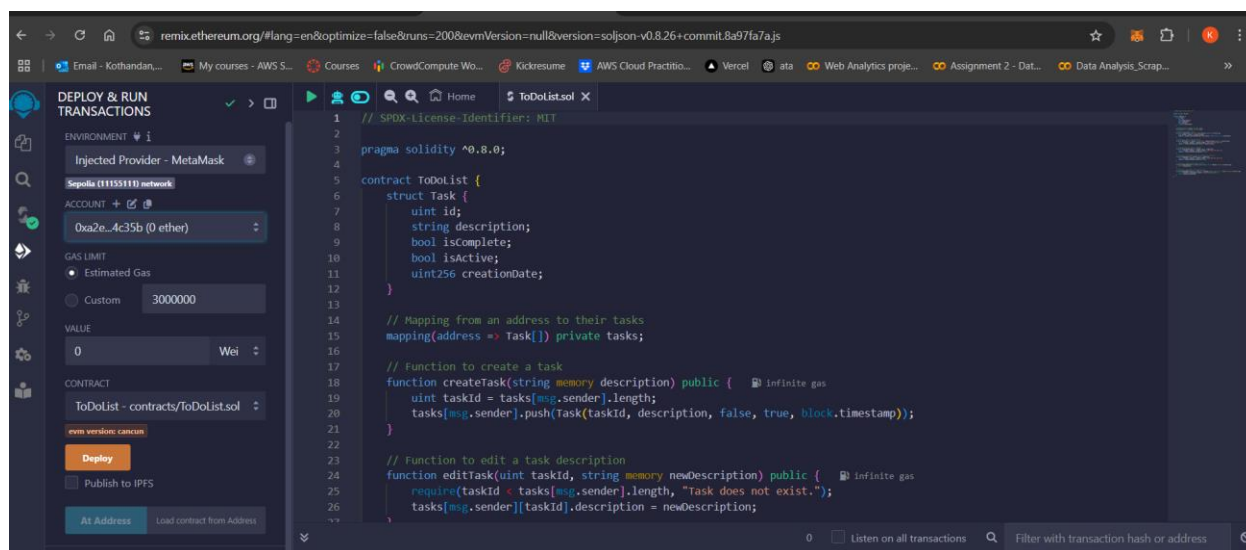 remix.ethereum.org/#lang=en&optimize=false&runs=200&evmVersion=null&version=soljson-v0.8.26+commit.8a97fa7a.js
K
Email - Kothandan,...
My courses - AWS S...
Courses
CrowdCompute Wo...
Kickresume
AWS Cloud Practitio...
Vercel
ata
Web Analytics proje...
Assignment 2 - Dat...
Data Analysis_Scrap...
»
DEPLOY & RUN
TRANSACTIONS
ENVIRONMENT
Injected Provider - MetaMask
Sepolia (11155111) network
ACCOUNT
0xa2e...4c35b (0 ether)
GAS LIMIT
Estimated Gas
Custom
3000000
VALUE
0
Wei
CONTRACT
ToDoList - contracts/ToDoList.sol
evm version: cancun
Deploy
Publish to IPFS
At Address
Load contract from Address
Home
ToDoList.sol
1 // SPDX-License-Identifier: MIT
2
3 pragma solidity ^0.8.0;
4
5 contract ToDoList {
6 struct Task {
7 uint id;
8 string description;
9 bool isComplete;
10 bool isActive;
11 uint256 creationDate;
12 }
13
14 // Mapping from an address to their tasks
15 mapping(address => Task[]) private tasks;
16
17 // Function to create a task
18 function createTask(string memory description) public { infinite gas
19 uint taskId = tasks[msg.sender].length;
20 tasks[msg.sender].push(Task(taskId, description, false, true, block.timestamp));
21 }
22
23 // Function to edit a task description
24 function editTask(uint taskId, string memory newDescription) public { infinite gas
25 require(taskId < tasks[msg.sender].length, "Task does not exist.");
26 tasks[msg.sender][taskId].description = newDescription;
0
Listen on all transactions
Filter with transaction hash or address